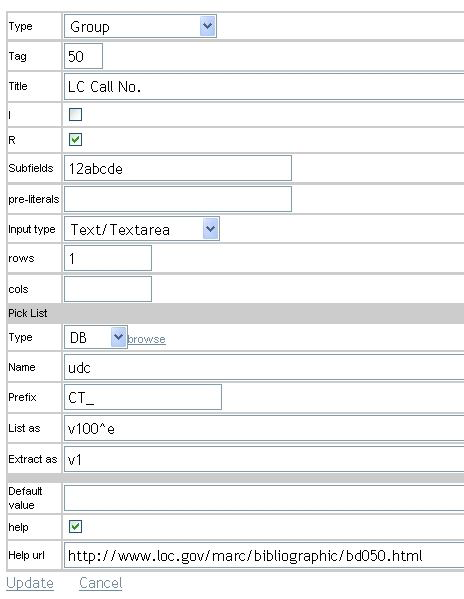 Type Group
Tag 50
Title LC Call No.
I
R
Subfields 12abcde
pre-literals
Input type Text/Textarea
rows 1
cols
Pick List
Type DB browse
Name udc
Prefix CT_
List as v100^e
Extract as v1
Default
value
help
Help url http://www.loc.gov/marc/bibliographic/bd050.html
Update Cancel